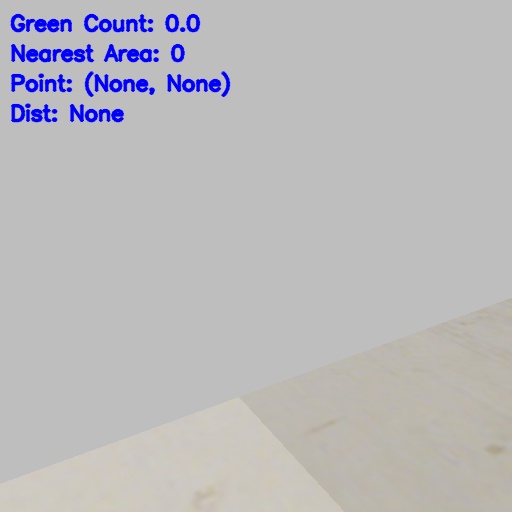 Green Count: 0.0
Nearest Area: 0
Point: (None, None)
Dist: None